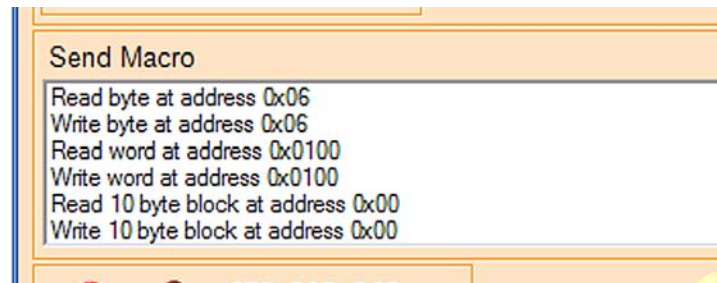 Send Macro
Read byte at address 0x06
Write byte at address 0x06
Read word at address 0x0100
Write word at address 0x0100
Read 10 byte block at address 0x00
Write 10 byte block at address 0x00